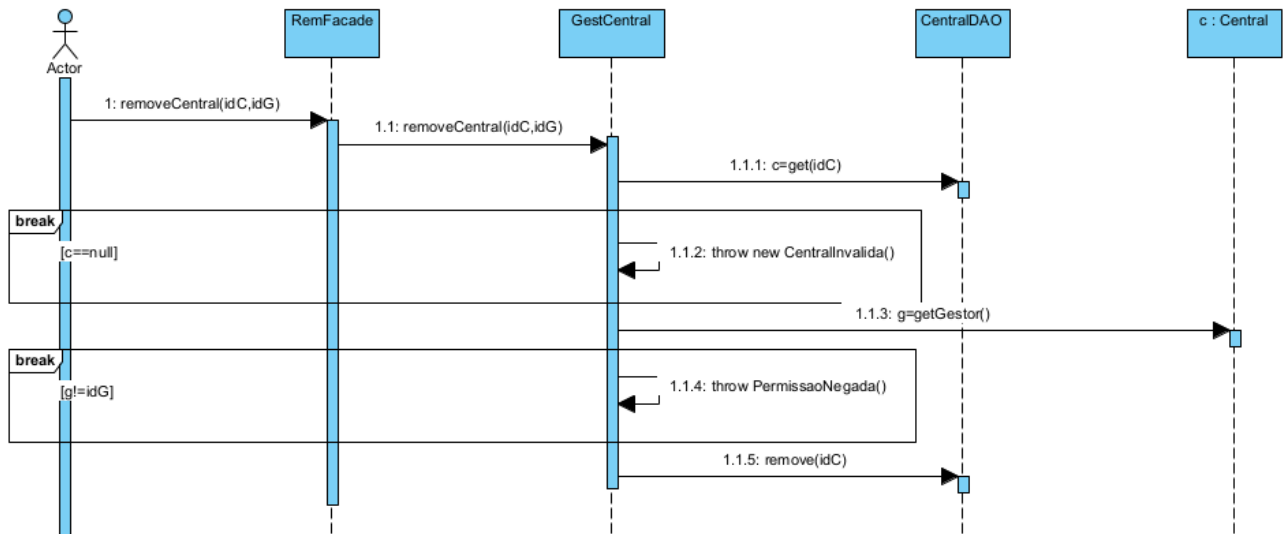 RemFacade
GestCentral
CentralDAO
c : Central
Actor
1: removeCentral(idC,idG)
1.1: removeCentral(idC,idG)
1.1.1: c=get(idC)
break
[c==null]
1.1.2: throw new CentralInvalida()
1.1.3: g=getGestor()
break
[g!=idG]
1.1.4: throw PermissaoNegada()
1.1.5: remove(idC)